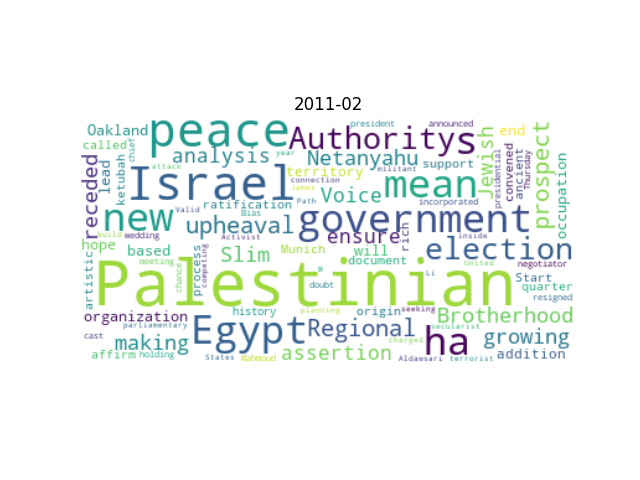 2011-02
president announced
Oakland peace Authoritys Jewish end prospect
called chief
analysis year Netanyahu support
receded lead ketubah attack Israel territory mean presidential convened ancient Thursday occupation
connection militant
James
Voice Path incorporated
new Valid ratification Bias government
upheaval ensure rich
build wedding Activist inside
hope based process competing Slim Munich will election
artistic meeting chance document negotiator
Palestinian
M doubt Li United Start
quarter
resigned
planning history origin seeking
organization Egypt Regional ha Brotherhood
parliamentary secularist
cast making charged growing
affirm holding States Mahmoud assertion Aldawsari terrorist addition